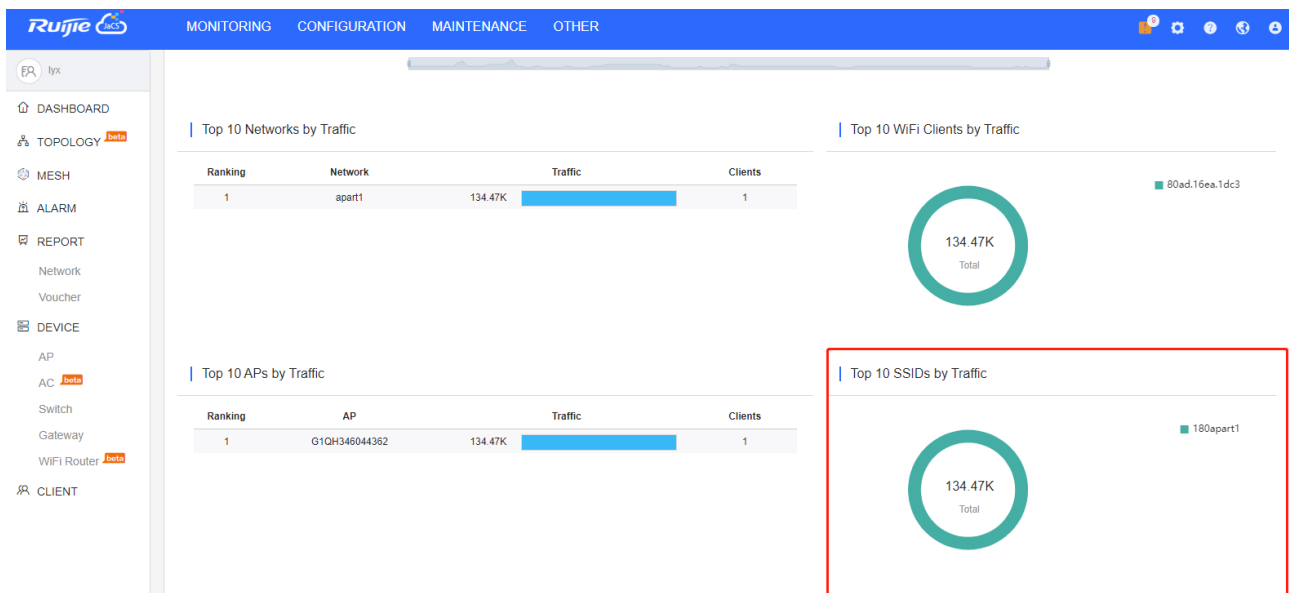 Ruijie JaCS MONITORING CONFIGURATION MAINTENANCE OTHER 9
lyx
DASHBOARD
TOPOLOGY beta
MESH
ALARM
REPORT
Network
Voucher
DEVICE
AP
AC beta
Switch
Gateway
WiFi Router beta
CLIENT
Top 10 Networks by Traffic
Ranking Network Traffic Clients
1 apart1 134.47K 1
Top 10 WiFi Clients by Traffic
80ad.16ea.1dc3
134.47K
Total
Top 10 APs by Traffic
Ranking AP Traffic Clients
1 G1QH346044362 134.47K 1
Top 10 SSIDs by Traffic
180apart1
134.47K
Total